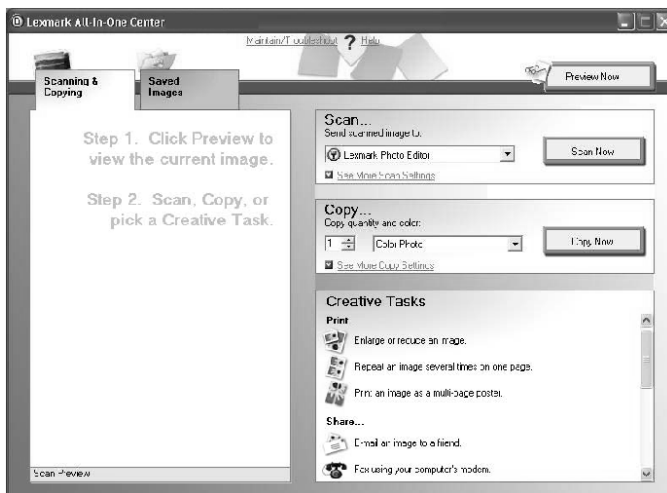 Lexmark All-In-One Center
Maintain/Troubleshoot ? Help
Preview Now
Scanning &
Copying
Saved
Images
Step 1. Click Preview to
view the current image.
Step 2. Scan, Copy, or
pick a Creative Task.
Scan Preview
Scan...
Send scanned image to:
Lexmark Photo Editor
Scan Now
See More Scan Settings
Copy...
Copy quantity and color:
1 Color Photo
Copy Now
See More Copy Settings
Creative Tasks
Print
Enlarge or reduce an image.
Repeat an image several times on one page.
Print an image as a multi-page poster.
Share...
E-mail an image to a friend.
Fax using your computer's modem.